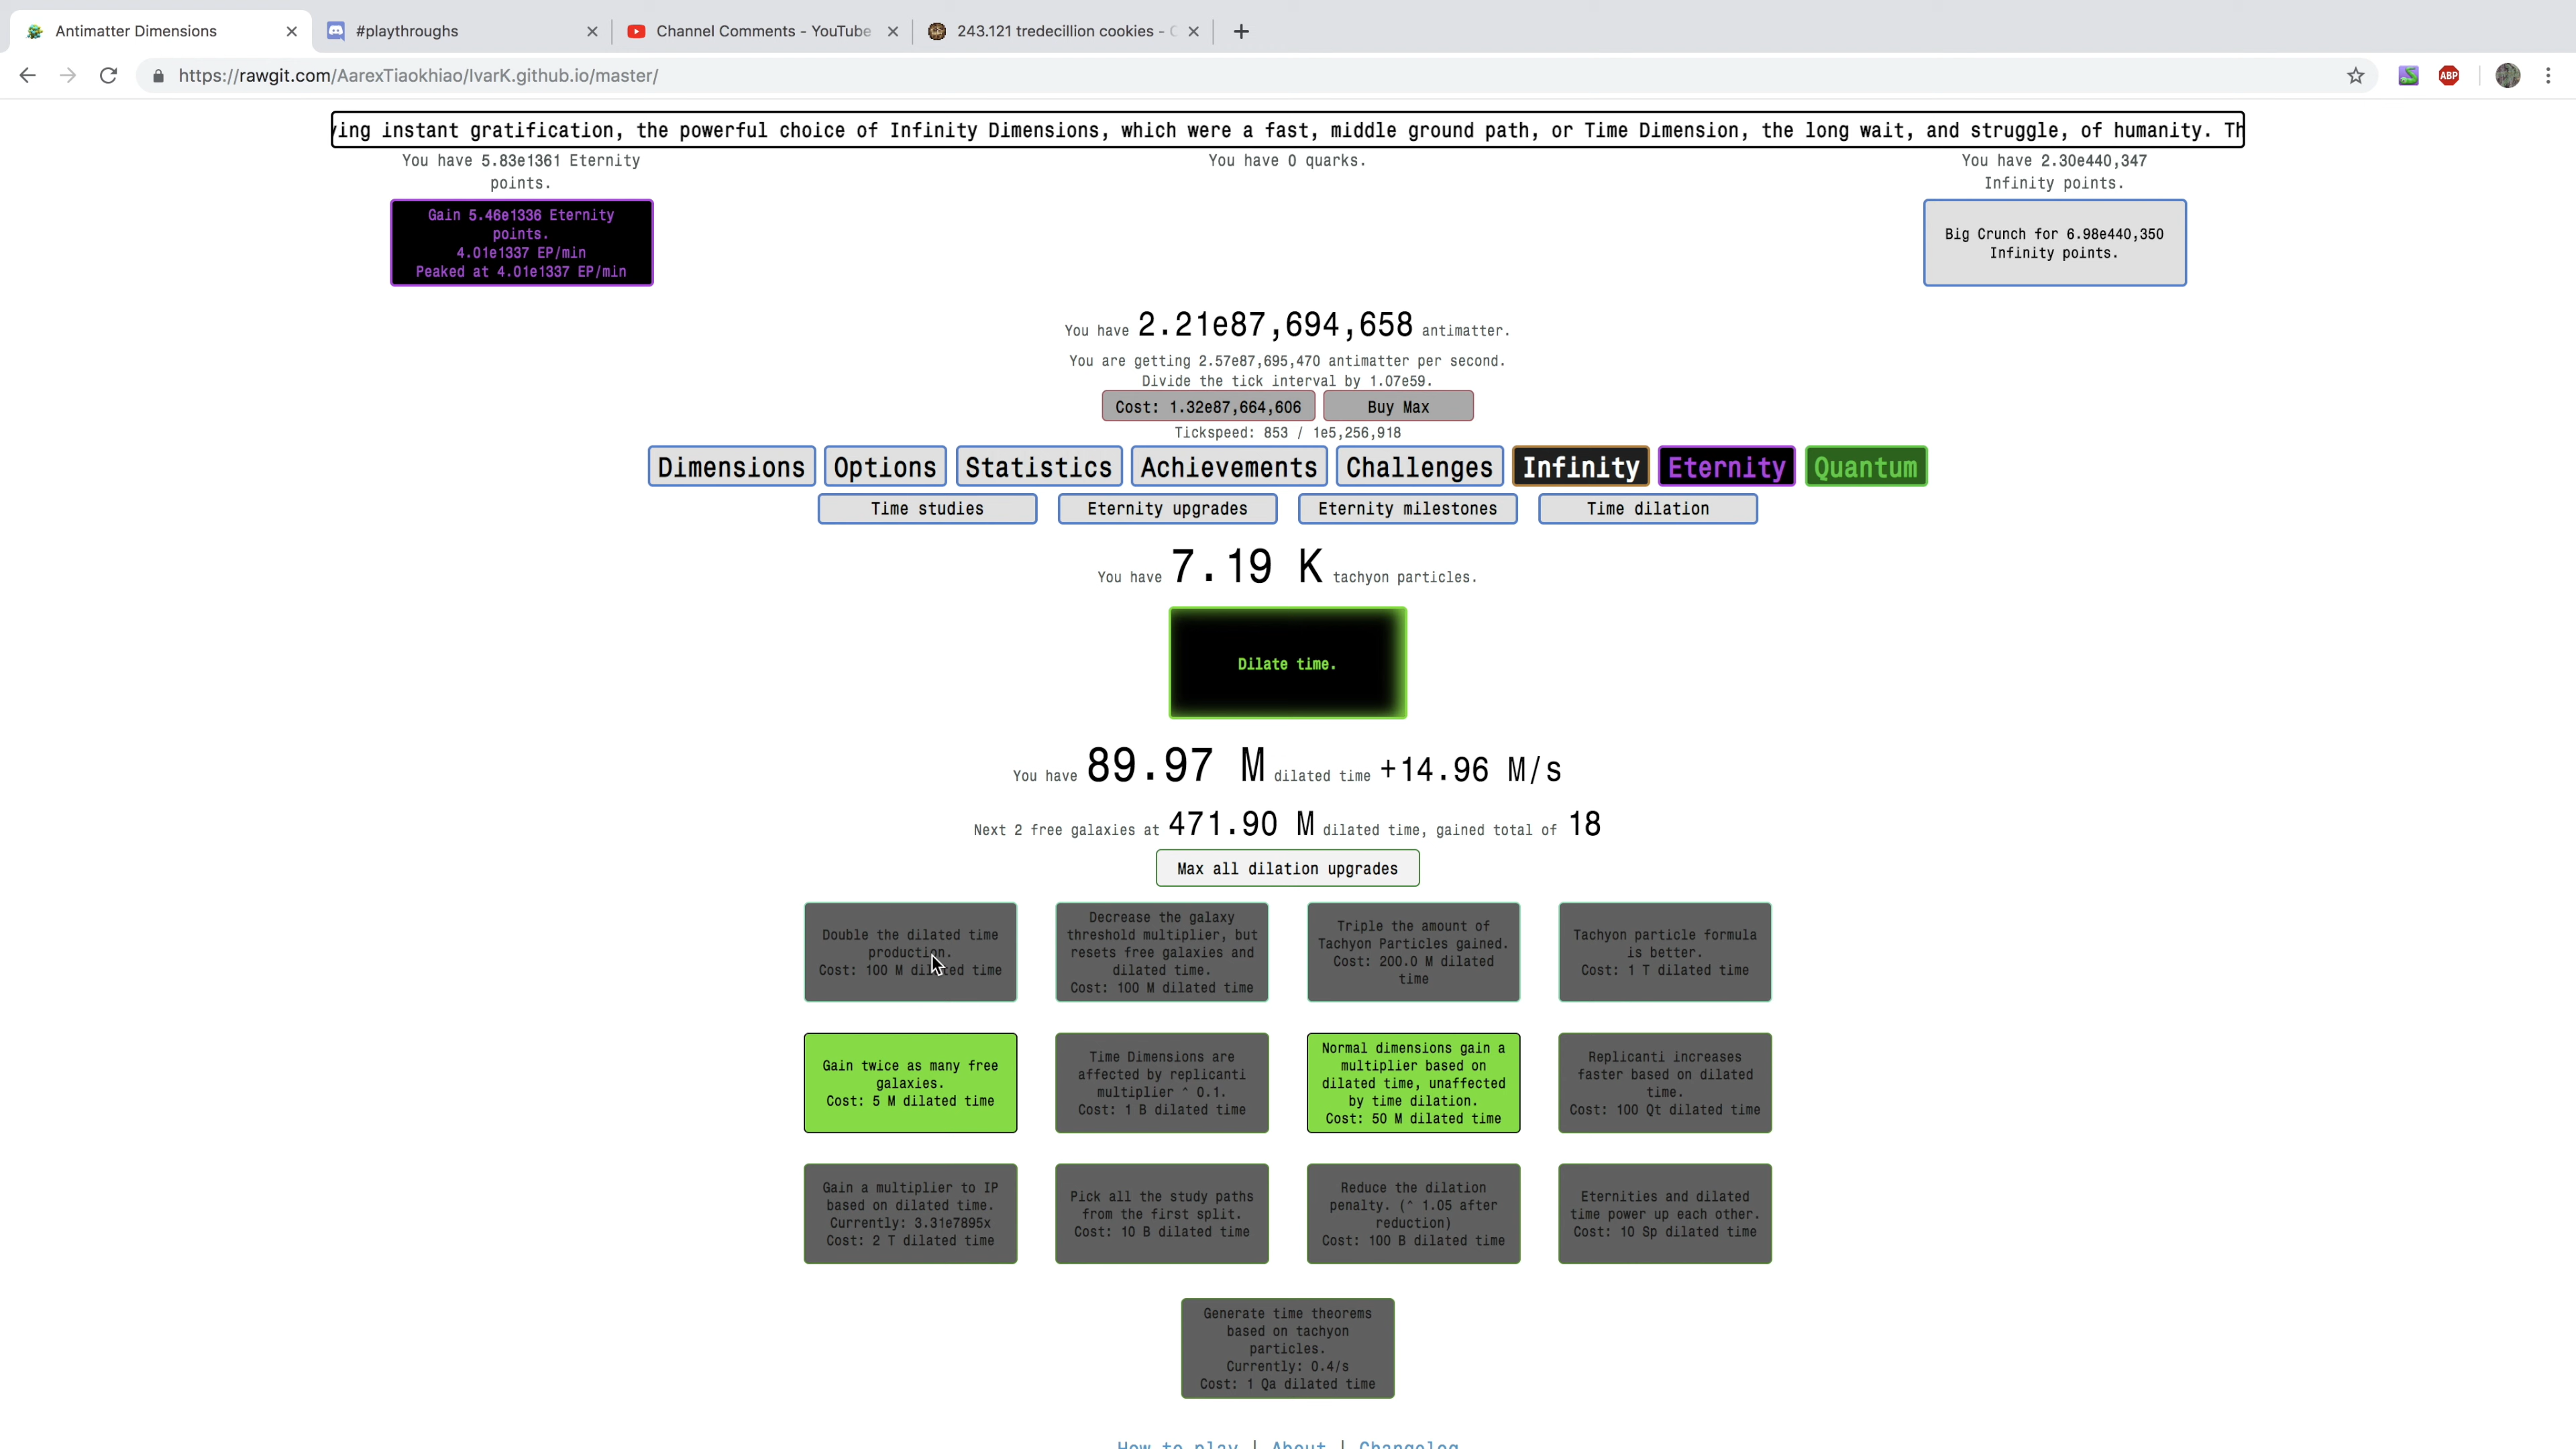 Antimatter Dimensions
#playthroughs
Channel Comments - YouTube
243.121 tredecillion cookies -
https://rawgit.com/AarexTiaokhiao/IvarK.github.io/master/
ABP
ying instant gratification, the powerful choice of Infinity Dimensions, which were a fast, middle ground path, or Time Dimension, the long wait, and struggle, of humanity. Th
You have 5.83e1361 Eternity
points.
Gain 5.46e1336 Eternity
points.
4.01e1337 EP/min
Peaked at 4.01e1337 EP/min
You have 0 quarks.
You have 2.30e440,347
Infinity points.
Big Crunch for 6.98e440,350
Infinity points.
You have 2.21e87,694,658 antimatter.
You are getting 2.57e87,695,470 antimatter per second.
Divide the tick interval by 1.07e59.
Cost: 1.32e87,664,606 Buy Max
Tickspeed: 853 / 1e5,256,918
Dimensions Options Statistics Achievements Challenges Infinity Eternity Quantum
Time studies Eternity upgrades Eternity milestones Time dilation
You have 7.19 K tachyon particles.
Dilate time.
You have 89.97 M dilated time +14.96 M/s
Next 2 free galaxies at 471.90 M dilated time, gained total of 18
Max all dilation upgrades
Double the dilated time
production.
Cost: 100 M dilated time
Decrease the galaxy
threshold multiplier, but
resets free galaxies and
dilated time.
Cost: 100 M dilated time
Triple the amount of
Tachyon Particles gained.
Cost: 200.0 M dilated
time
Tachyon particle formula
is better.
Cost: 1 T dilated time
Gain twice as many free
galaxies.
Cost: 5 M dilated time
Time Dimensions are
affected by replicanti
multiplier ^ 0.1.
Cost: 1 B dilated time
Normal dimensions gain a
multiplier based on
dilated time, unaffected
by time dilation.
Cost: 50 M dilated time
Replicanti increases
faster based on dilated
time.
Cost: 100 Qt dilated time
Gain a multiplier to IP
based on dilated time.
Currently: 3.31e7895x
Cost: 2 T dilated time
Pick all the study paths
from the first split.
Cost: 10 B dilated time
Reduce the dilation
penalty. (^ 1.05 after
reduction)
Cost: 100 B dilated time
Eternities and dilated
time power up each other.
Cost: 10 Sp dilated time
Generate time theorems
based on tachyon
particles.
Currently: 0.4/s
Cost: 1 Qa dilated time
How to play | About | Changelog